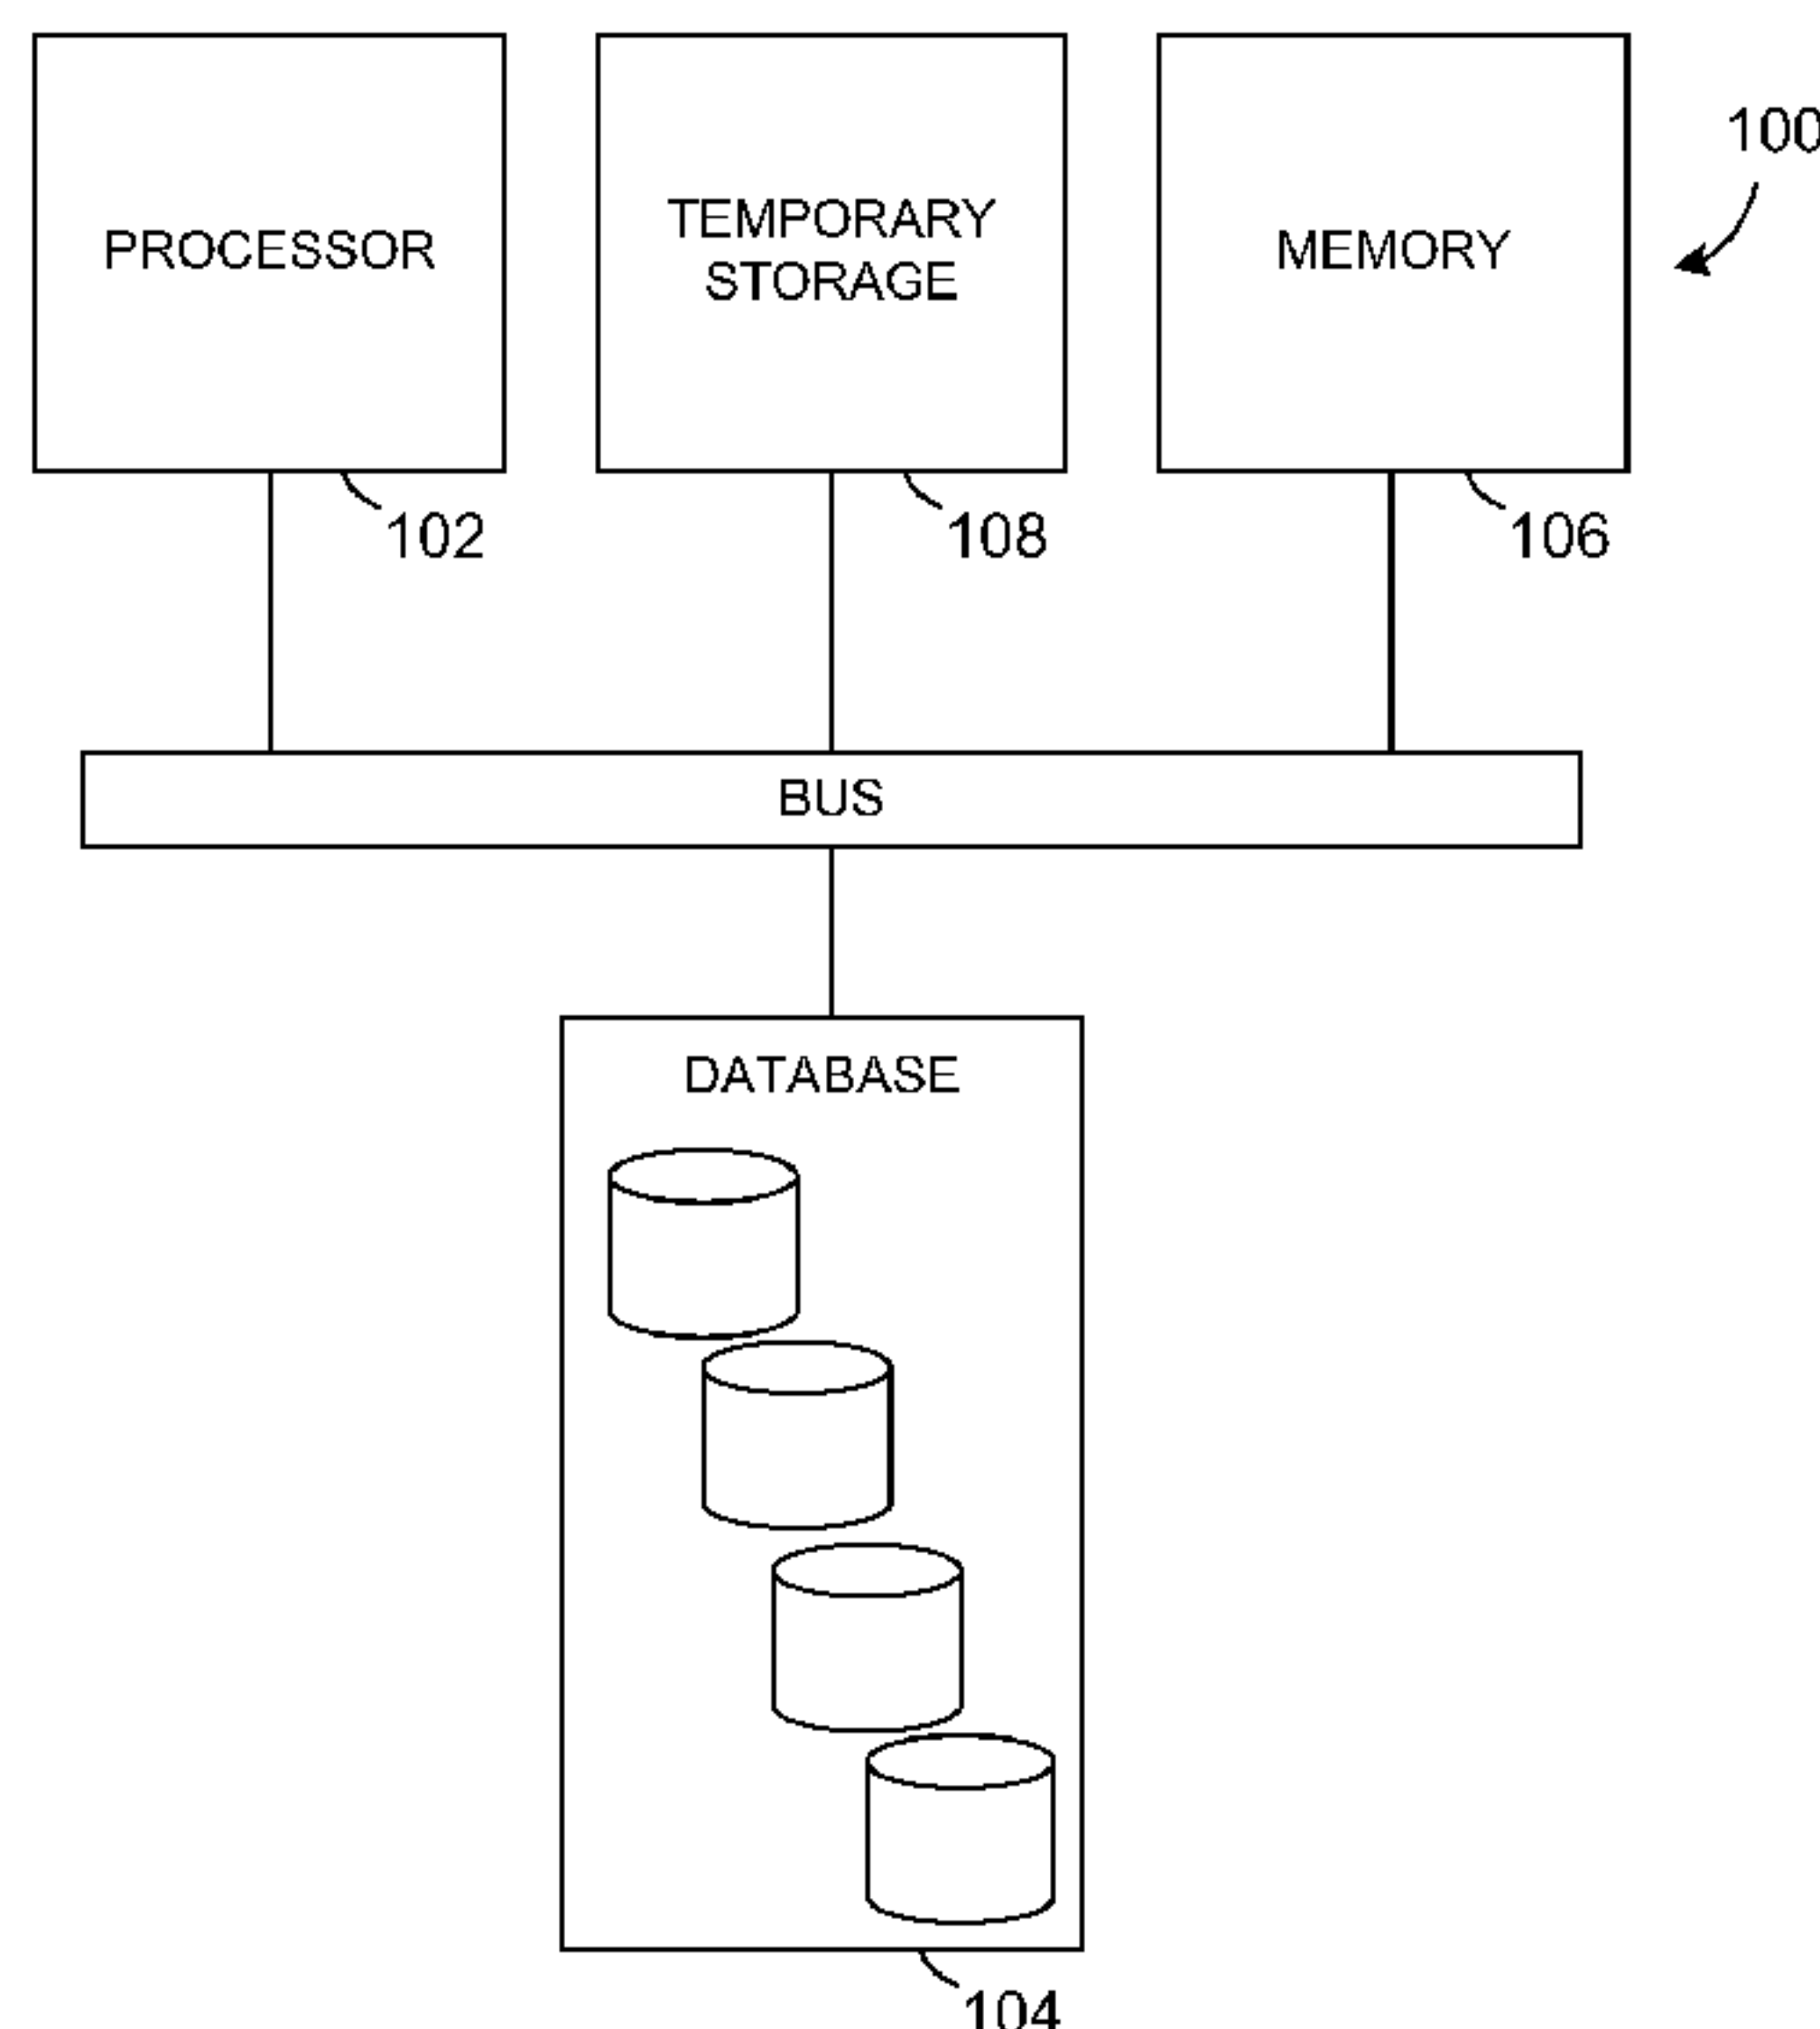 PROCESSOR
TEMPORARY
STORAGE
MEMORY
100
102
108
106
BUS
DATABASE
104